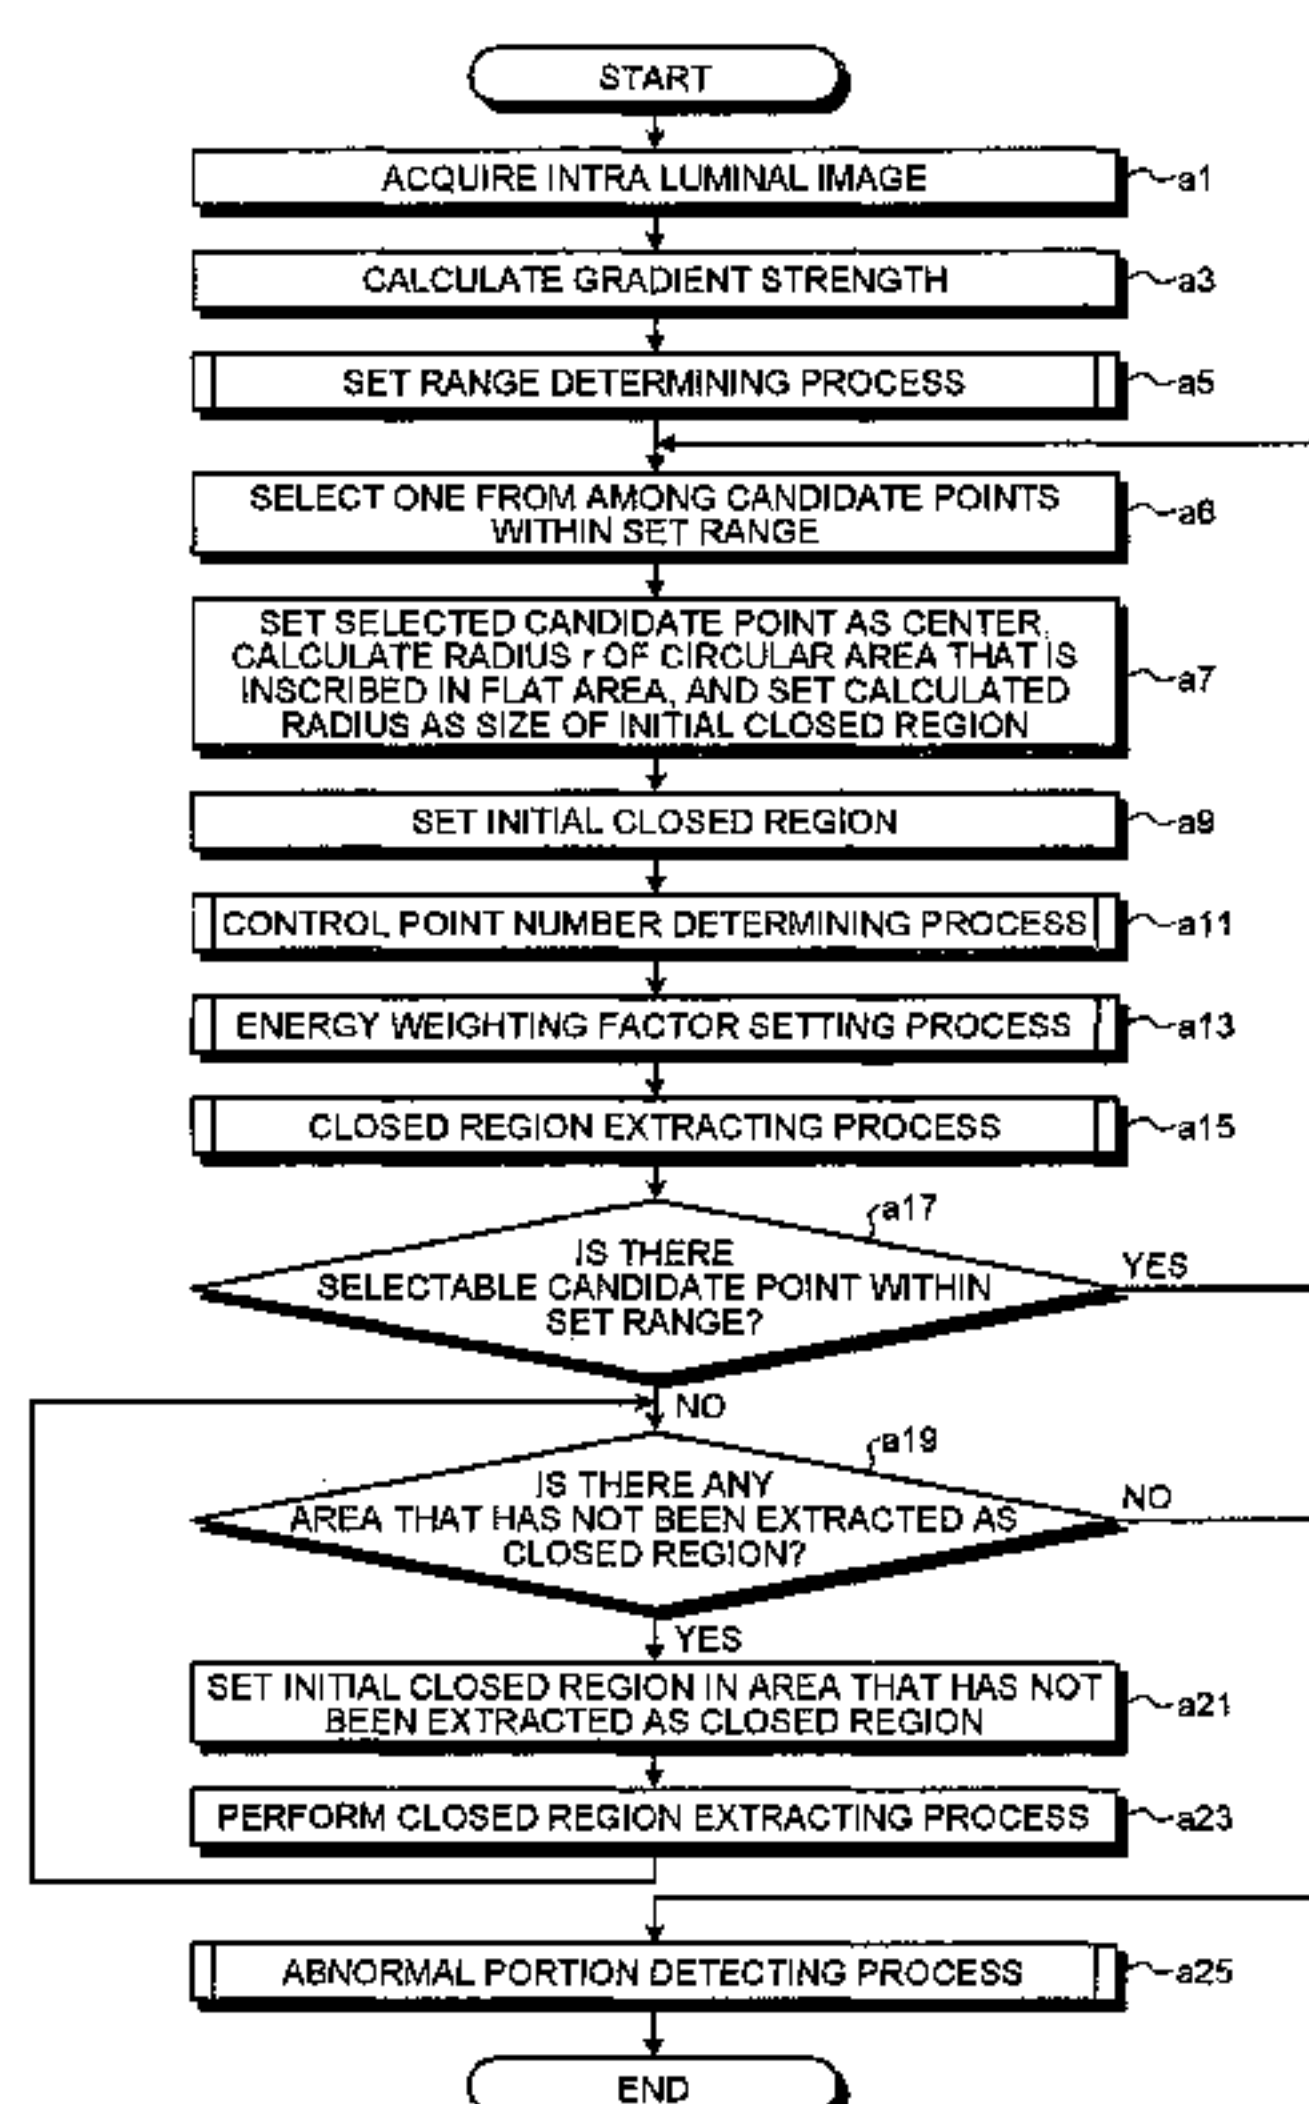 START
ACQUIRE INTRA LUMINAL IMAGE
a1
CALCULATE GRADIENT STRENGTH
a3
SET RANGE DETERMINING PROCESS
a5
SELECT ONE FROM AMONG CANDIDATE POINTS
WITHIN SET RANGE
a6
SET SELECTED CANDIDATE POINT AS CENTER,
CALCULATE RADIUS r OF CIRCULAR AREA THAT IS
INSCRIBED IN FLAT AREA, AND SET CALCULATED
RADIUS AS SIZE OF INITIAL CLOSED REGION
a7
SET INITIAL CLOSED REGION
a9
CONTROL POINT NUMBER DETERMINING PROCESS
a11
ENERGY WEIGHTING FACTOR SETTING PROCESS
a13
CLOSED REGION EXTRACTING PROCESS
a15
a17
IS THERE
SELECTABLE CANDIDATE POINT WITHIN
SET RANGE?
YES
NO
a19
IS THERE ANY
AREA THAT HAS NOT BEEN EXTRACTED AS
CLOSED REGION?
NO
YES
SET INITIAL CLOSED REGION IN AREA THAT HAS NOT
BEEN EXTRACTED AS CLOSED REGION
a21
PERFORM CLOSED REGION EXTRACTING PROCESS
a23
ABNORMAL PORTION DETECTING PROCESS
a25
END